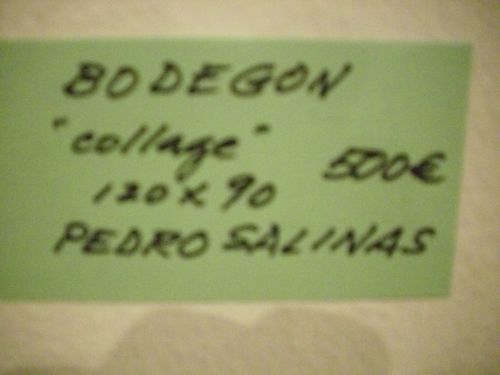 BODEGON
"collage" 500€
120 x 90
PEDRO SALINAS